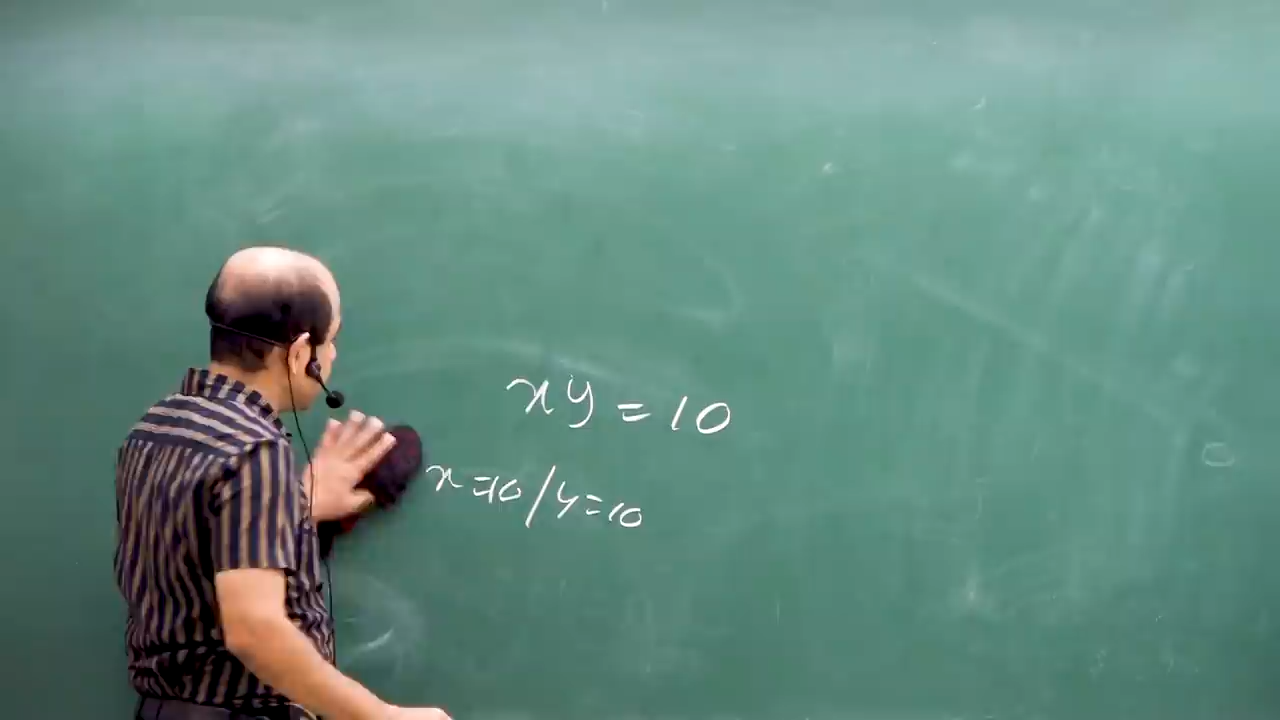 xy = 10
x = 10 / y = 10